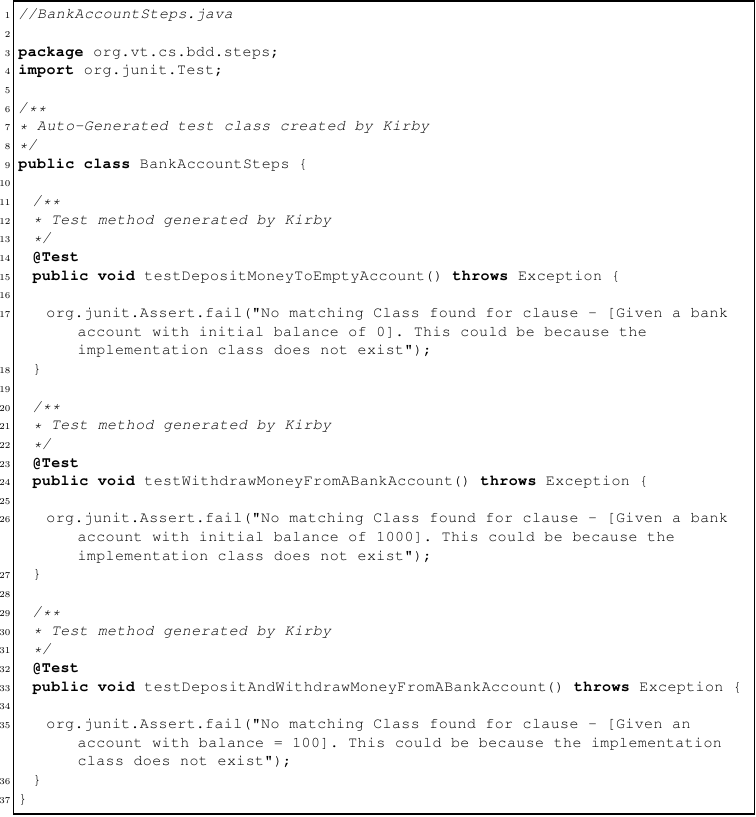 1 //BankAccountSteps.java
2
3 package org.vt.cs.bdd.steps;
4 import org.junit.Test;
5
6 /**
7 * Auto-Generated test class created by Kirby
8 */
9 public class BankAccountSteps {
10
11 /**
12 * Test method generated by Kirby
13 */
14 @Test
15 public void testDepositMoneyToEmptyAccount() throws Exception {
16
17 org.junit.Assert.fail("No matching Class found for clause - [Given a bank
account with initial balance of 0]. This could be because the
implementation class does not exist");
18 }
19
20 /**
21 * Test method generated by Kirby
22 */
23 @Test
24 public void testWithdrawMoneyFromABankAccount() throws Exception {
25
26 org.junit.Assert.fail("No matching Class found for clause - [Given a bank
account with initial balance of 1000]. This could be because the
implementation class does not exist");
27 }
28
29 /**
30 * Test method generated by Kirby
31 */
32 @Test
33 public void testDepositAndWithdrawMoneyFromABankAccount() throws Exception {
34
35 org.junit.Assert.fail("No matching Class found for clause - [Given an
account with balance = 100]. This could be because the implementation
class does not exist");
36 }
37 }